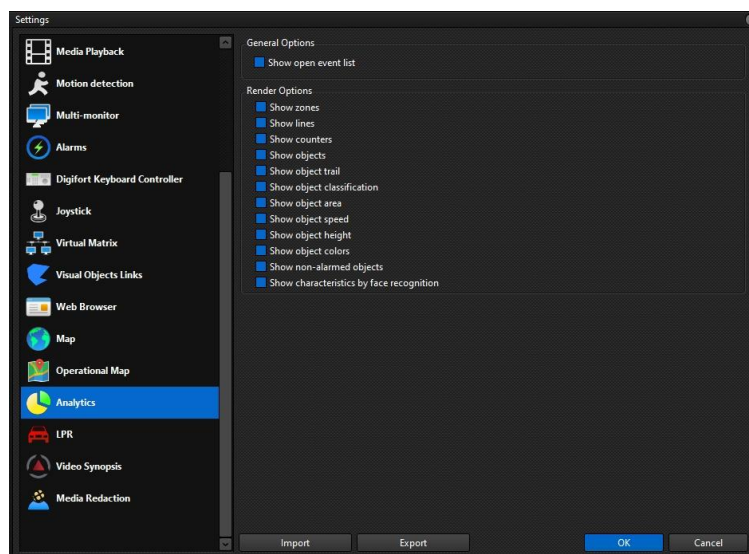 Settings
Media Playback
Motion detection
Multi-monitor
Alarms
Digifort Keyboard Controller
Joystick
Virtual Matrix
Visual Objects Links
Web Browser
Map
Operational Map
Analytics
LPR
Video Synopsis
Media Redaction
General Options
Show open event list
Render Options
Show zones
Show lines
Show counters
Show objects
Show object trail
Show object classification
Show object area
Show object speed
Show object height
Show object colors
Show non-alarmed objects
Show characteristics by face recognition
Import
Export
OK
Cancel